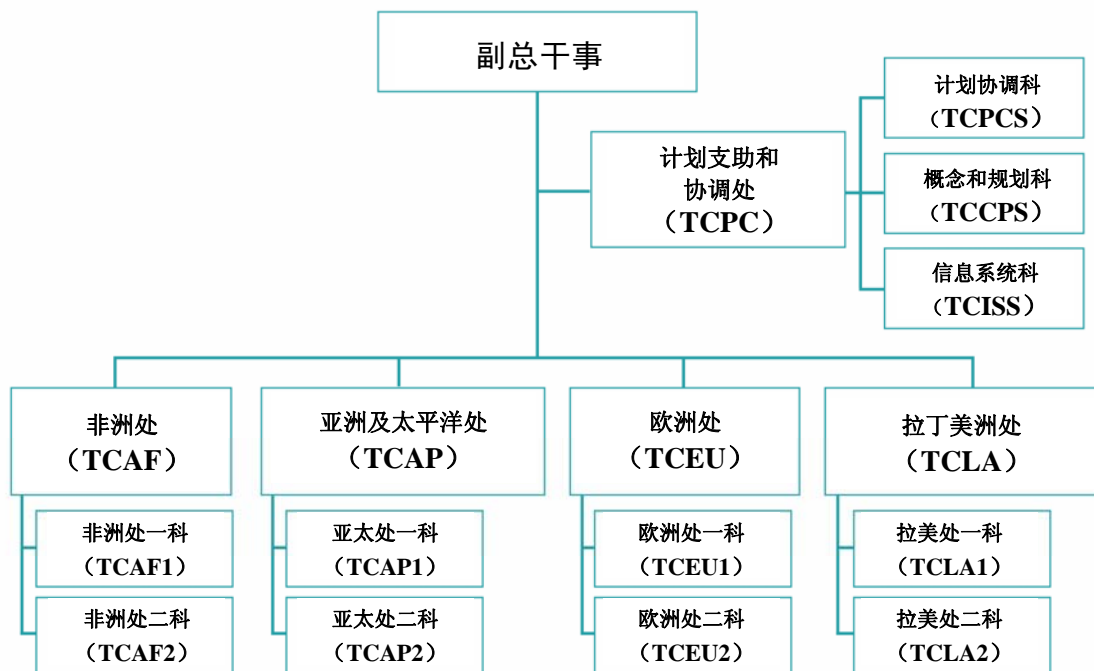 副总干事
计划支助和
协调处
（TCPC）
计划协调科
（TCPCS）
概念和规划科
（TCCPS）
信息系统科
（TCISS）
非洲处
（TCAF）
非洲处一科
（TCAF1）
非洲处二科
（TCAF2）
亚洲及太平洋处
（TCAP）
亚太处一科
（TCAP1）
亚太处二科
（TCAP2）
欧洲处
（TCEU）
欧洲处一科
（TCEU1）
欧洲处二科
（TCEU2）
拉丁美洲处
（TCLA）
拉美处一科
（TCLA1）
拉美处二科
（TCLA2）